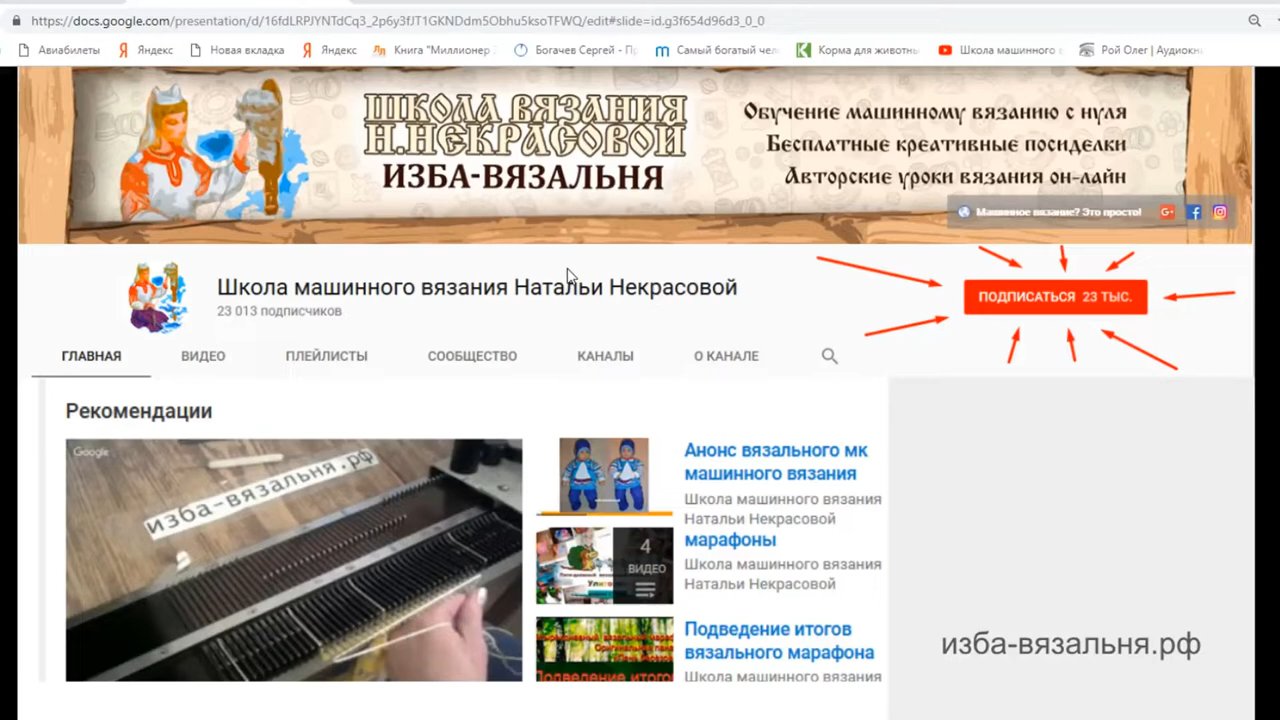 https://docs.google.com/presentation/d/16fdLRPJYNTdCq3_2p6y3fJT1GKNDdm5Obhu5ksoTFWQ/edit#slide=id.g3f654d96d3_0_0
Авиабилеты Яндекс Новая вкладка Яндекс Книга "Миллионер Богачев Сергей - Пр Самый богатый чел Корма для животны Школа машинного Рой Олег | Аудиокн
ШКОЛА ВЯЗАНИЯ
Н.НЕКРАСОВОЙ
ИЗБА-ВЯЗАЛЬНЯ
Обучение машинному вязанию с нуля
Бесплатные креативные посиделки
Авторские уроки вязания он-лайн
Машинное вязание? Это просто!
Школа машинного вязания Натальи Некрасовой
23 013 подписчиков
ПОДПИСАТЬСЯ 23 ТЫС.
ГЛАВНАЯ ВИДЕО ПЛЕЙЛИСТЫ СООБЩЕСТВО КАНАЛЫ О КАНАЛЕ
Рекомендации
Google
изба-вязальня.рф
Анонс вязального мк
машинного вязания
Школа машинного вязания
Натальи Некрасовой
4
ВИДЕО
марафоны
Школа машинного вязания
Натальи Некрасовой
Подведение итогов
Подведение итогов
вязального марафона
Школа машинного вязания
изба-вязальня.рф